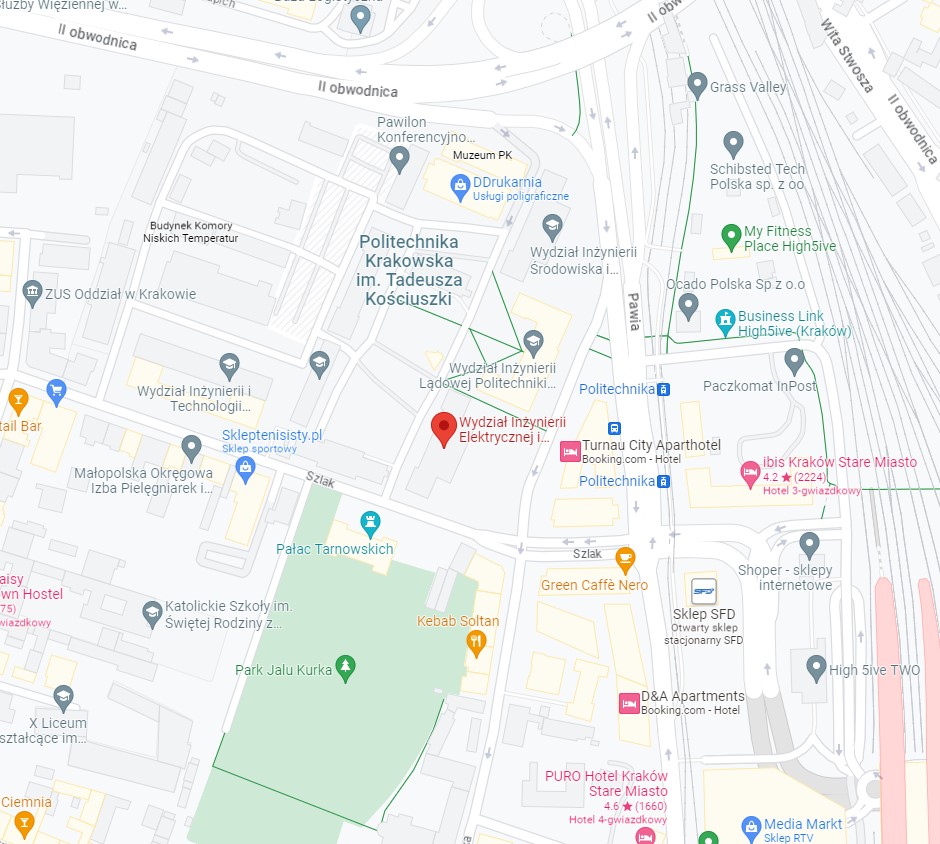 Służby Więziennej w...
II obwodnica
II obwodnica
II obwodnica
Wita Stwosza
II obwodnica
Grass Valley
Pawilon
Konferencyjno...
Muzeum PK
DDrukarnia
Usługi poligraficzne
Schibsted Tech
Polska sp. z oo
Budynek Komory
Niskich Temperatur
Politechnika
Krakowska
im. Tadeusza
Kościuszki
Wydział Inżynierii
Środowiska i...
My Fitness
Place High5ive
ZUS Oddział w Krakowie
Ocado Polska Sp z o.o
Pawia
Business Link
High5ive (Kraków)
Wydział Inżynierii
Lądowej Politechniki...
Wydział Inżynierii i
Technologii...
Politechnika
Paczkomat InPost
tail Bar
Skleptenisisty.pl
Sklep sportowy
Wydział Inżynierii
Elektrycznej i...
Turnau City Aparthotel
Booking.com - Hotel
Małopolska Okręgowa
Izba Pielęgniarek i...
Szlak
Politechnika
ibis Kraków Stare Miasto
4.2 ★ (2224)
Hotel 3-gwiazdkowy
Pałac Tarnowskich
Szlak
Green Caffè Nero
Shoper - sklepy
internetowe
aisy
wn Hostel
75)
wiazdkowy
Katolickie Szkoły im.
Świętej Rodziny z...
Kebab Soltan
SFD
Sklep SFD
Otwarty sklep
stacjonarny SFD
Park Jalu Kurka
High 5ive TWO
X Liceum
ształcące im...
D&A Apartments
Booking.com - Hotel
PURO Hotel Kraków
Stare Miasto
4.6 ★ (1660)
Hotel 4-gwiazdkowy
Ciemnia
Media Markt
Sklep RTV